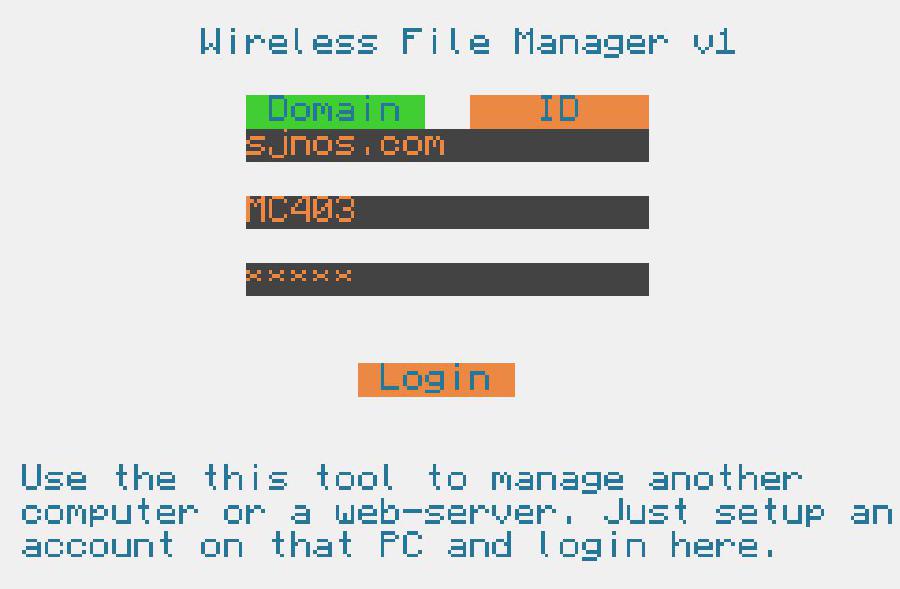 Wireless File Manager v1
Domain ID
sjnos.com
MC403
*****
Login
Use the this tool to manage another
computer or a web-server. Just setup an
account on that PC and login here.